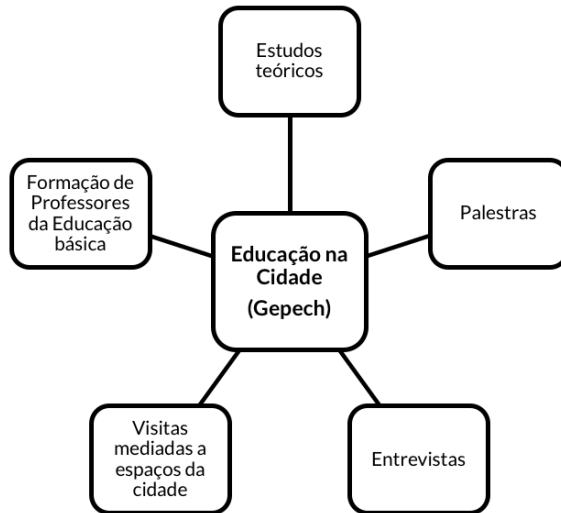 Estudos
teóricos
Formação de
Professores
da Educação
básica
Palestras
Educação na
Cidade
(Gepech)
Visitas
mediadas a
espaços da
cidade
Entrevistas